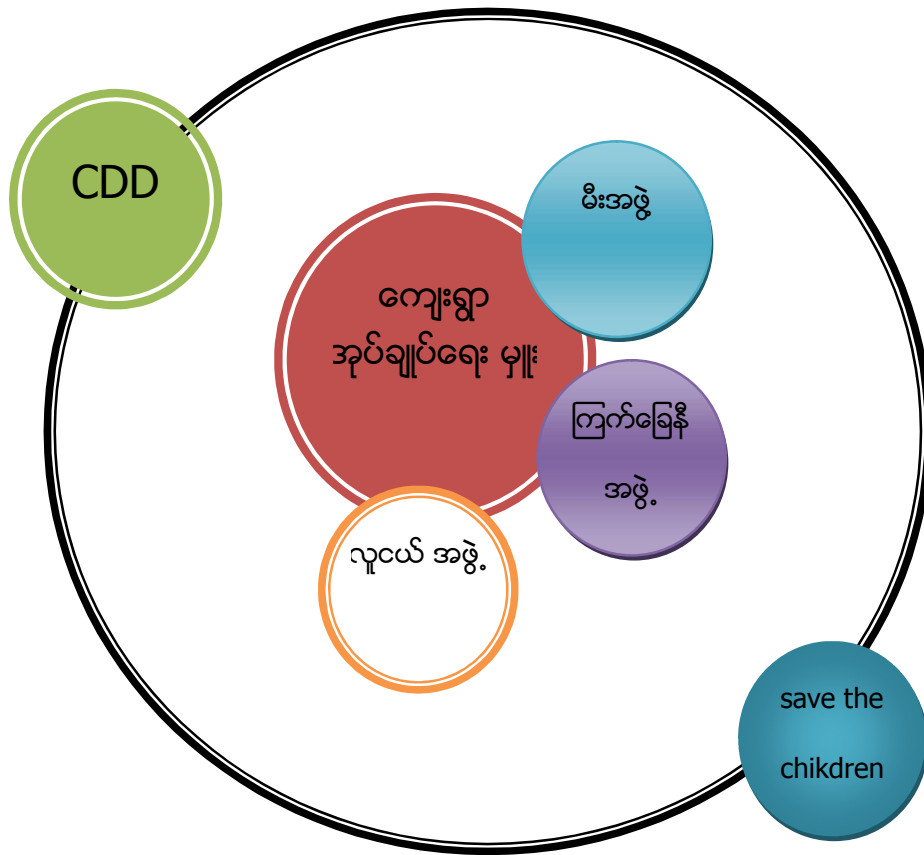 CDD
မီးအဖွဲ့
ကျေးရွာ
အုပ်ချုပ်ရေး မှူး
ကြက်ခြေနီ
အဖွဲ့
လူငယ် အဖွဲ့
save the
chikdren